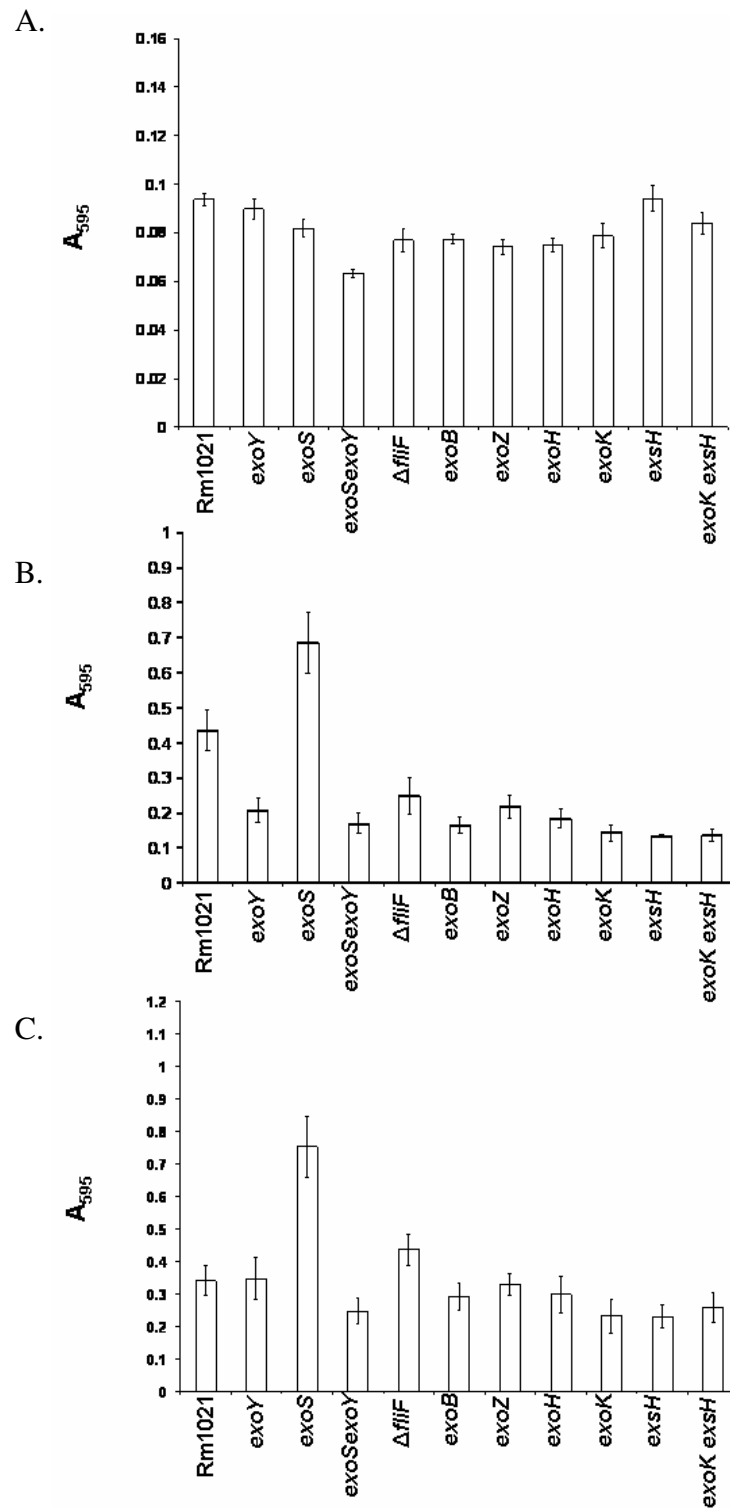 A.
0.16
0.14
0.12
0.1
0.08
0.06
0.04
0.02
0
A595
Rm1021
exoY
exoS
exoSexoY
ΔfliF
exoB
exoZ
exoH
exoK
exsH
exoK exsH
B.
1
0.9
0.8
0.7
0.6
0.5
0.4
0.3
0.2
0.1
0
A595
Rm1021
exoY
exoS
exoSexoY
ΔfliF
exoB
exoZ
exoH
exoK
exsH
exoK exsH
C.
1.2
1.1
1
0.9
0.8
0.7
0.6
0.5
0.4
0.3
0.2
0.1
0
A595
Rm1021
exoY
exoS
exoSexoY
ΔfliF
exoB
exoZ
exoH
exoK
exsH
exoK exsH